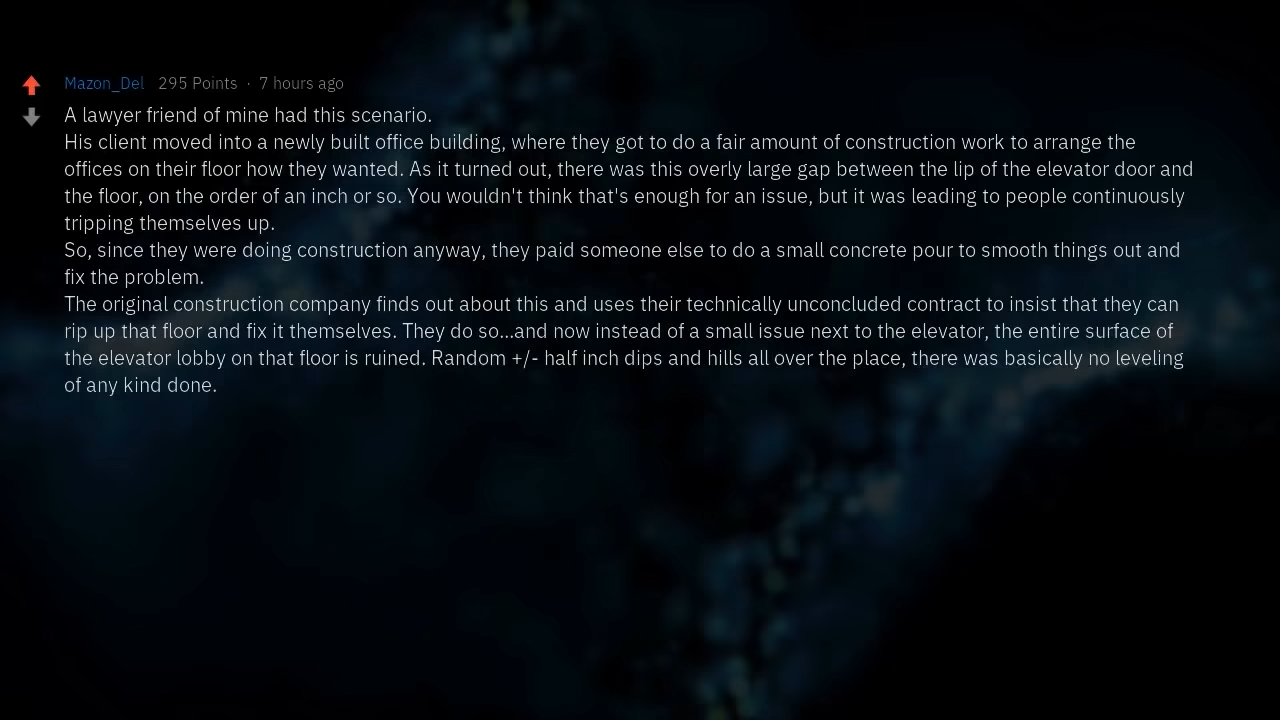 Mazon_Del 295 Points · 7 hours ago
A lawyer friend of mine had this scenario.
His client moved into a newly built office building, where they got to do a fair amount of construction work to arrange the
offices on their floor how they wanted. As it turned out, there was this overly large gap between the lip of the elevator door and
the floor, on the order of an inch or so. You wouldn't think that's enough for an issue, but it was leading to people continuously
tripping themselves up.
So, since they were doing construction anyway, they paid someone else to do a small concrete pour to smooth things out and
fix the problem.
The original construction company finds out about this and uses their technically unconcluded contract to insist that they can
rip up that floor and fix it themselves. They do so...and now instead of a small issue next to the elevator, the entire surface of
the elevator lobby on that floor is ruined. Random +/- half inch dips and hills all over the place, there was basically no leveling
of any kind done.